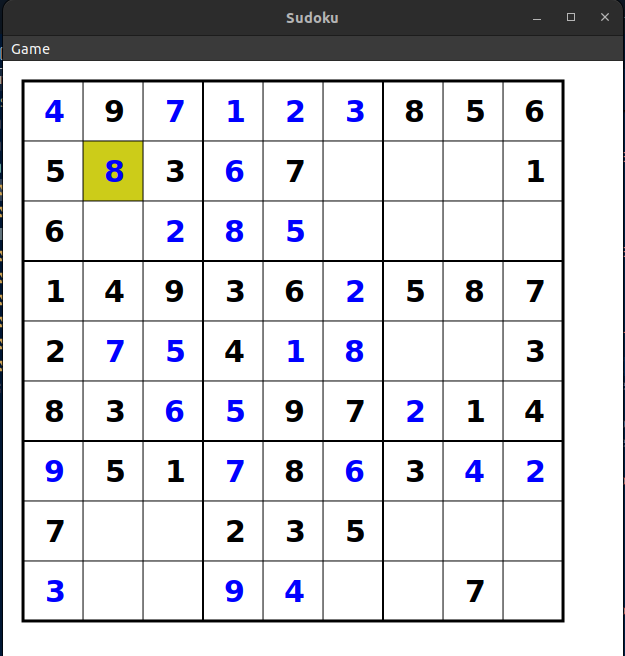 Sudoku
Game
4 9 7 1 2 3 8 5 6
5 8 3 6 7 1
6 2 8 5
1 4 9 3 6 2 5 8 7
2 7 5 4 1 8 3
8 3 6 5 9 7 2 1 4
9 5 1 7 8 6 3 4 2
7 2 3 5
3 9 4 7